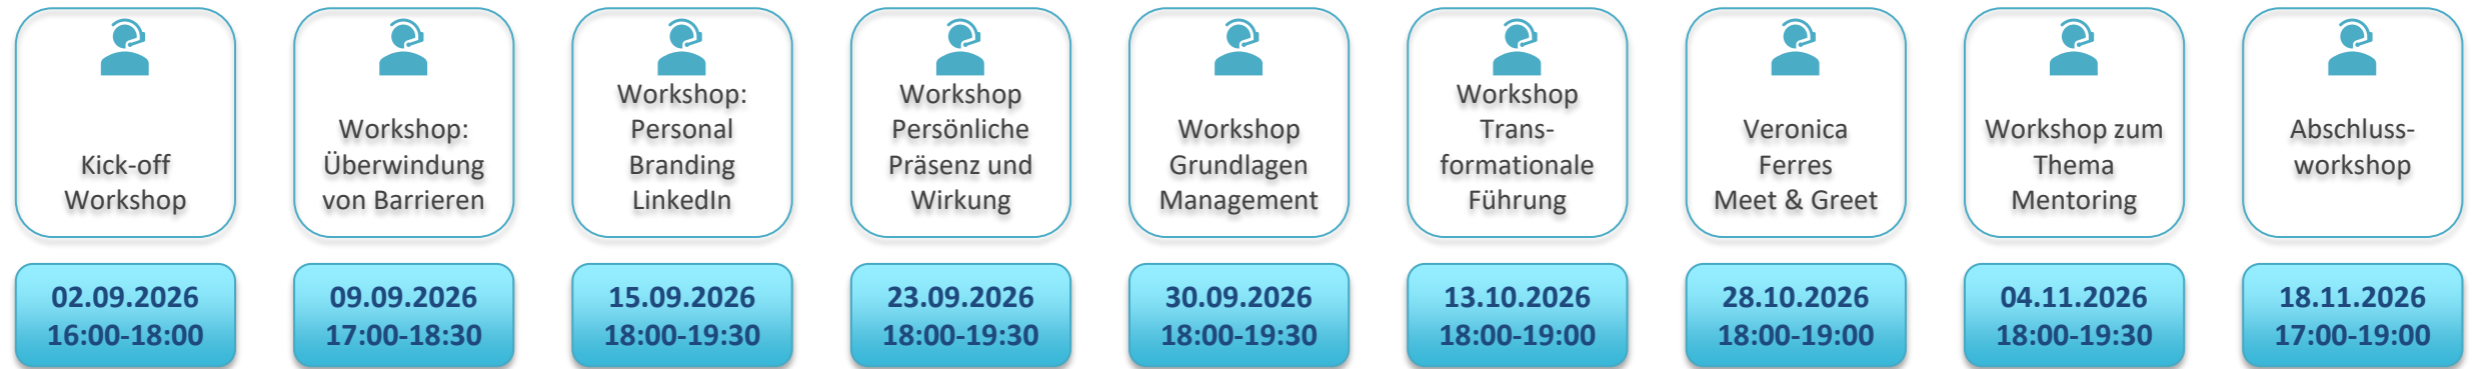 Kick-off
Workshop
02.09.2026
16:00-18:00
Workshop:
Überwindung
von Barrieren
09.09.2026
17:00-18:30
Workshop:
Personal
Branding
LinkedIn
15.09.2026
18:00-19:30
Workshop
Persönliche
Präsenz und
Wirkung
23.09.2026
18:00-19:30
Workshop
Grundlagen
Management
30.09.2026
18:00-19:30
Workshop
Trans-
formationale
Führung
13.10.2026
18:00-19:00
Veronica
Ferres
Meet & Greet
28.10.2026
18:00-19:00
Workshop zum
Thema
Mentoring
04.11.2026
18:00-19:30
Abschluss-
workshop
18.11.2026
17:00-19:00